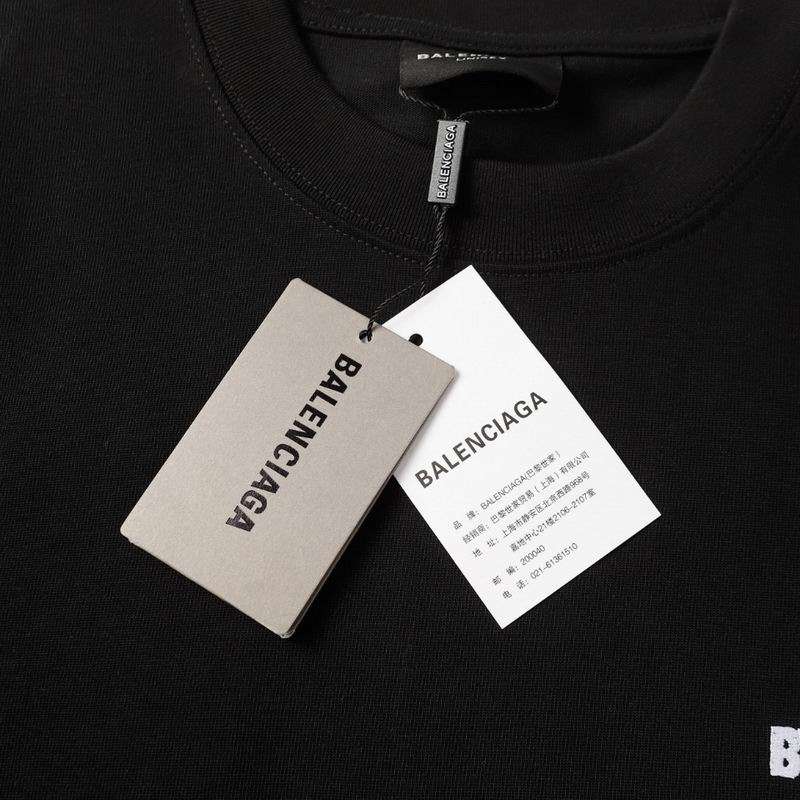 BALENCIAGA
BALENCIAGA
BALENCIAGA
品 牌: BALENCIAGA(巴黎世家)
经销商: 巴黎世家贸易(上海)有限公司
地 址: 上海市静安区北京西路968号
嘉地中心21楼2106-2107室
邮 编: 200040
电 话: 021-61361510
B